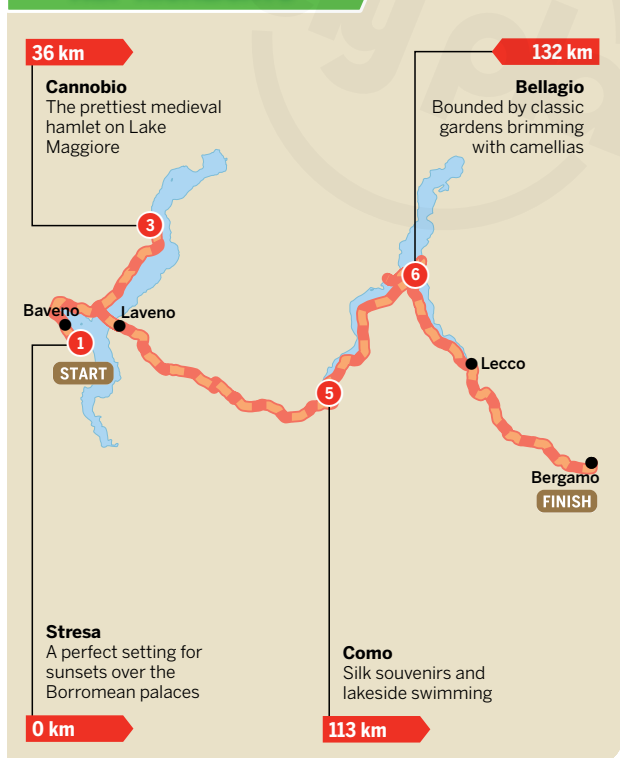 36 km
Cannobio
The prettiest medieval
hamlet on Lake
Maggiore
132 km
Bellagio
Bounded by classic
gardens brimming
with camellias
3
6
Baveno
Laveno
1
START
Lecco
5
Bergamo
FINISH
Stresa
A perfect setting for
sunsets over the
Borromean palaces
0 km
Como
Silk souvenirs and
lakeside swimming
113 km